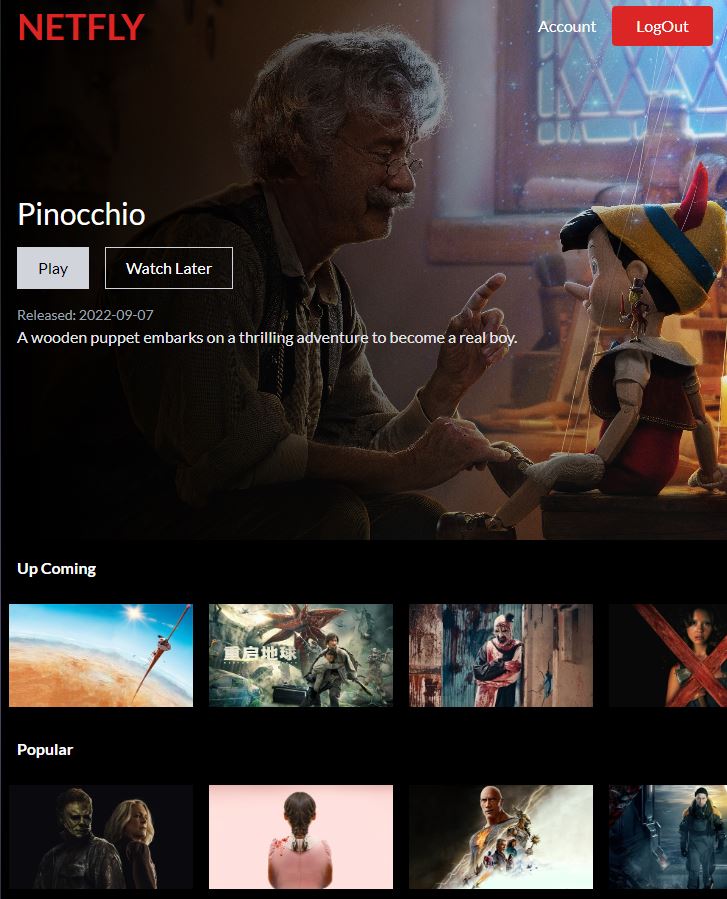 NETFLY
Account
LogOut
Pinocchio
Play
Watch Later
Released: 2022-09-07
A wooden puppet embarks on a thrilling adventure to become a real boy.
Up Coming
重启地球
Popular